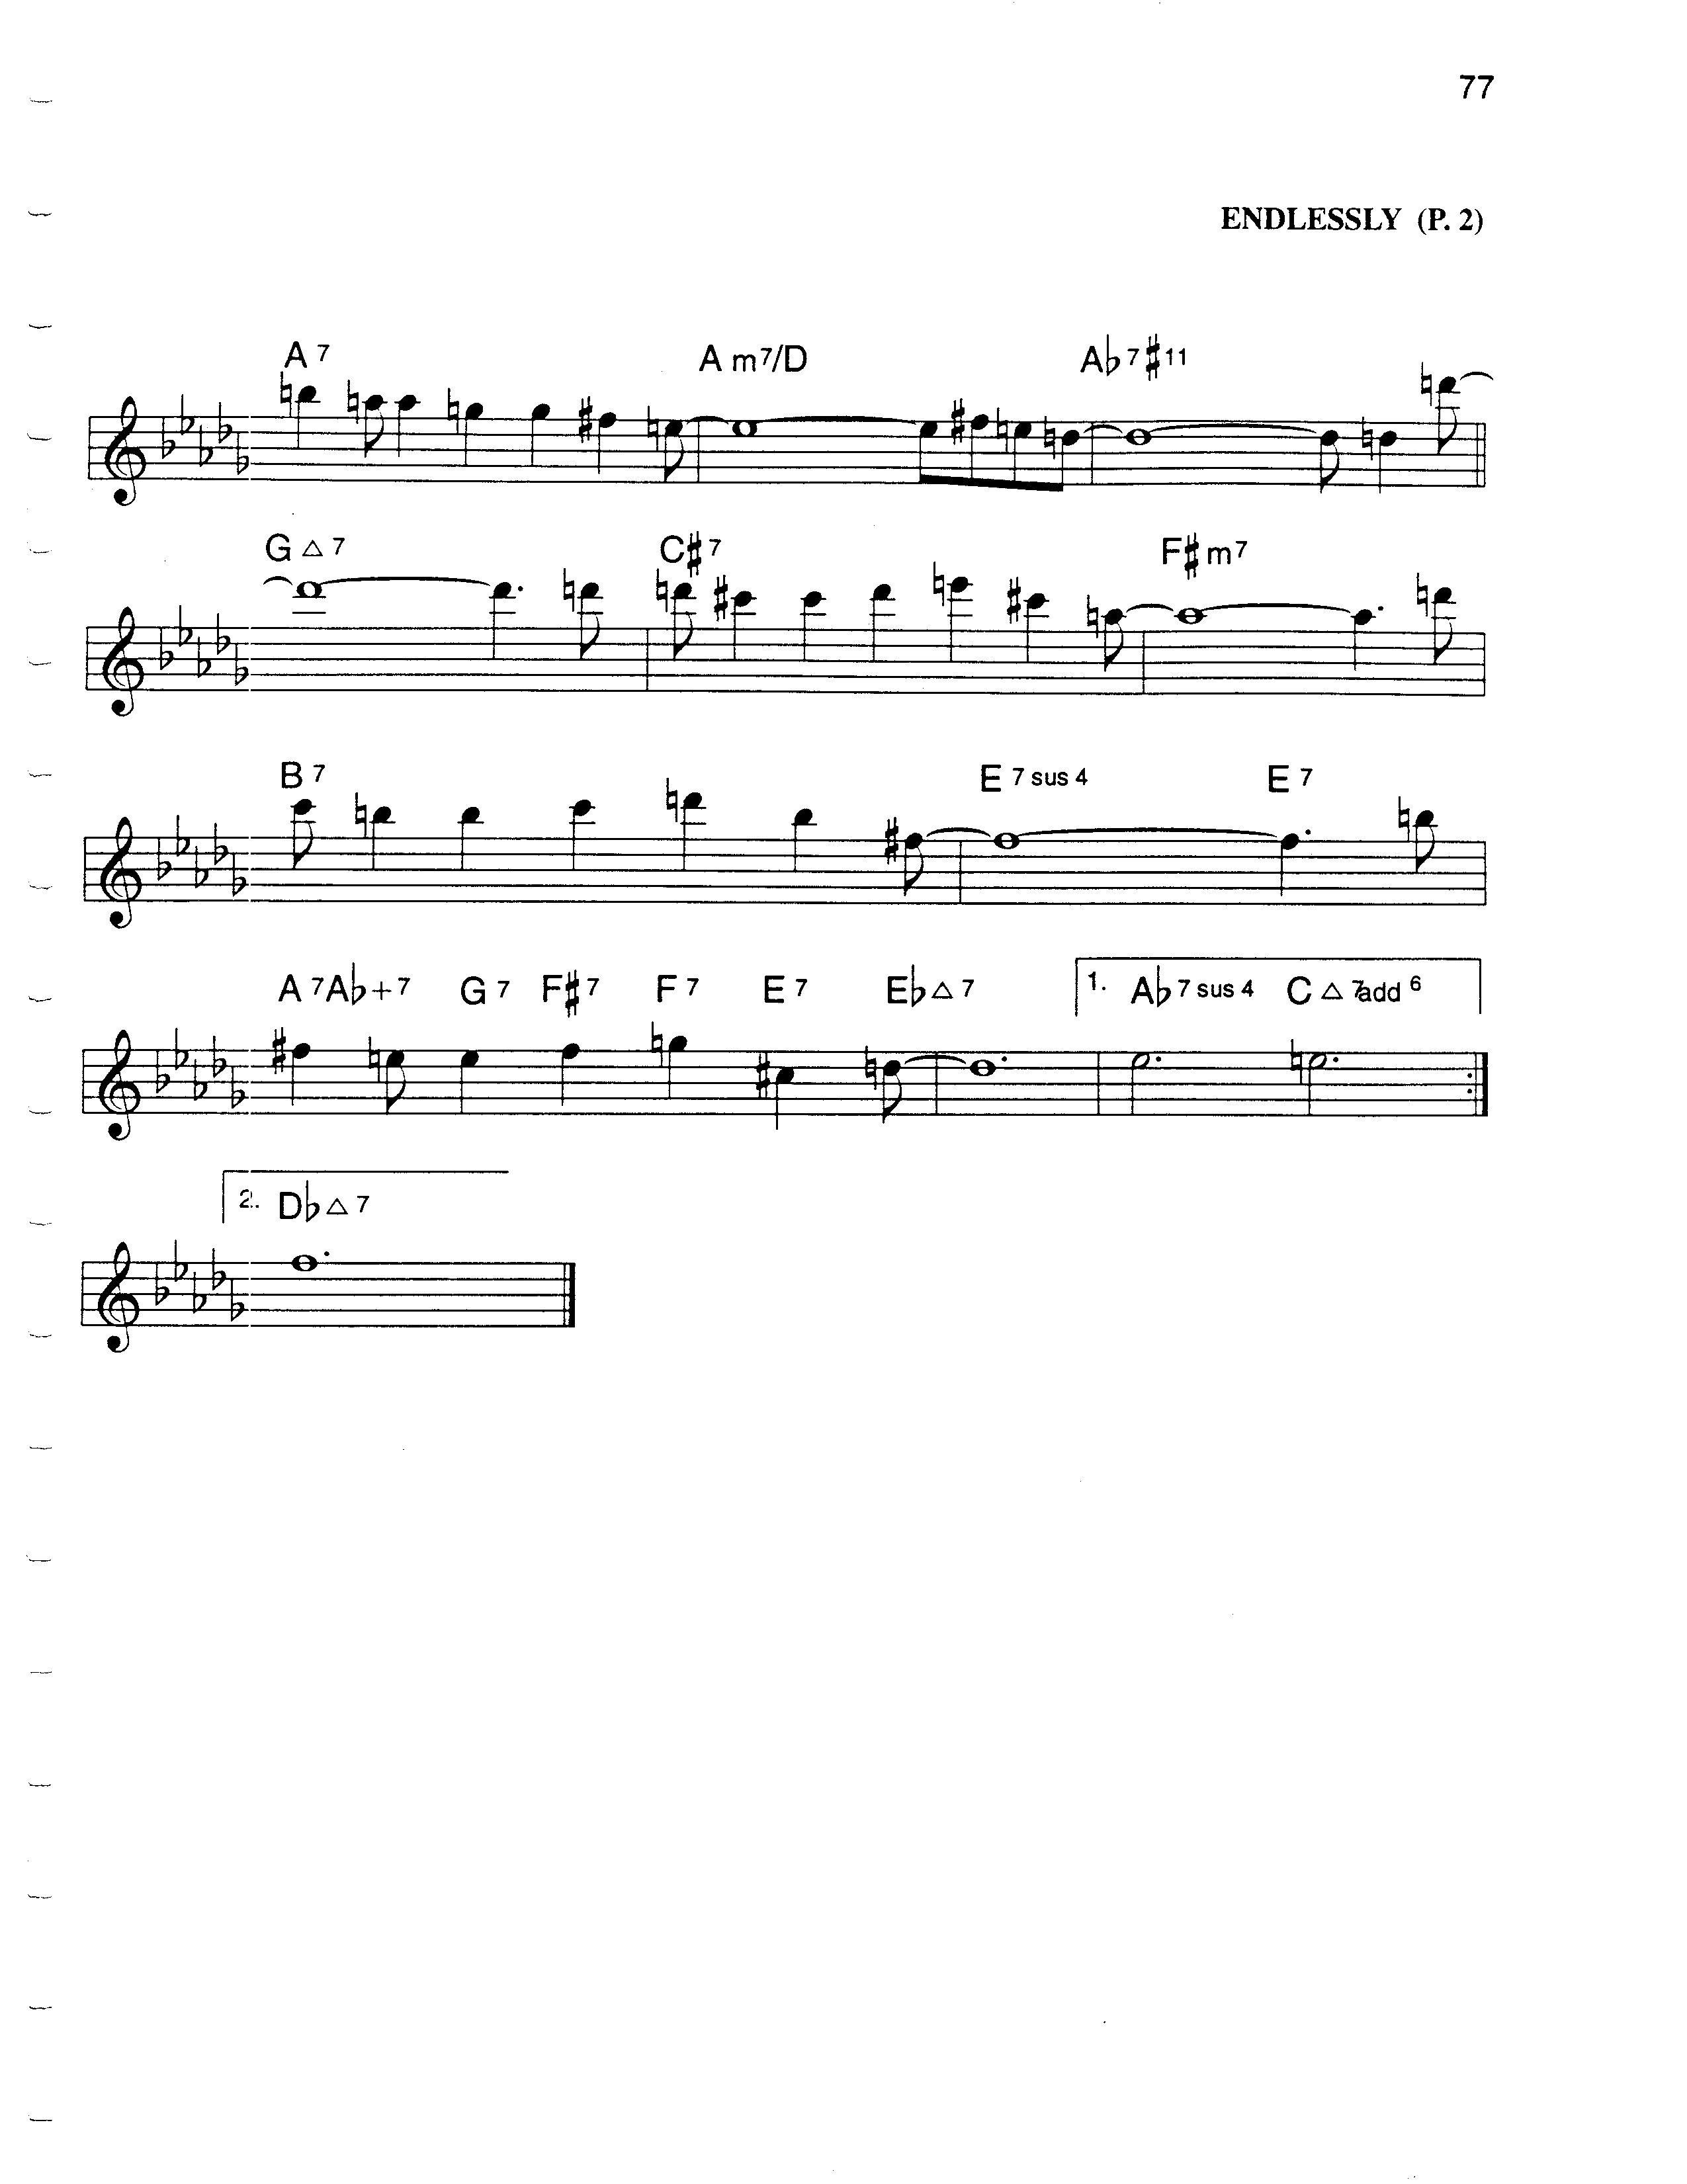 77
ENDLESSLY (P. 2)
A 7 A m7/D A♭7♯11
G △ 7 C♯7 F♯m7
B 7 E 7 sus 4 E 7
A 7 A♭+7 G 7 F♯7 F 7 E 7 E♭△7 1. A♭7 sus 4 C △ 7add 6
2. D♭△7